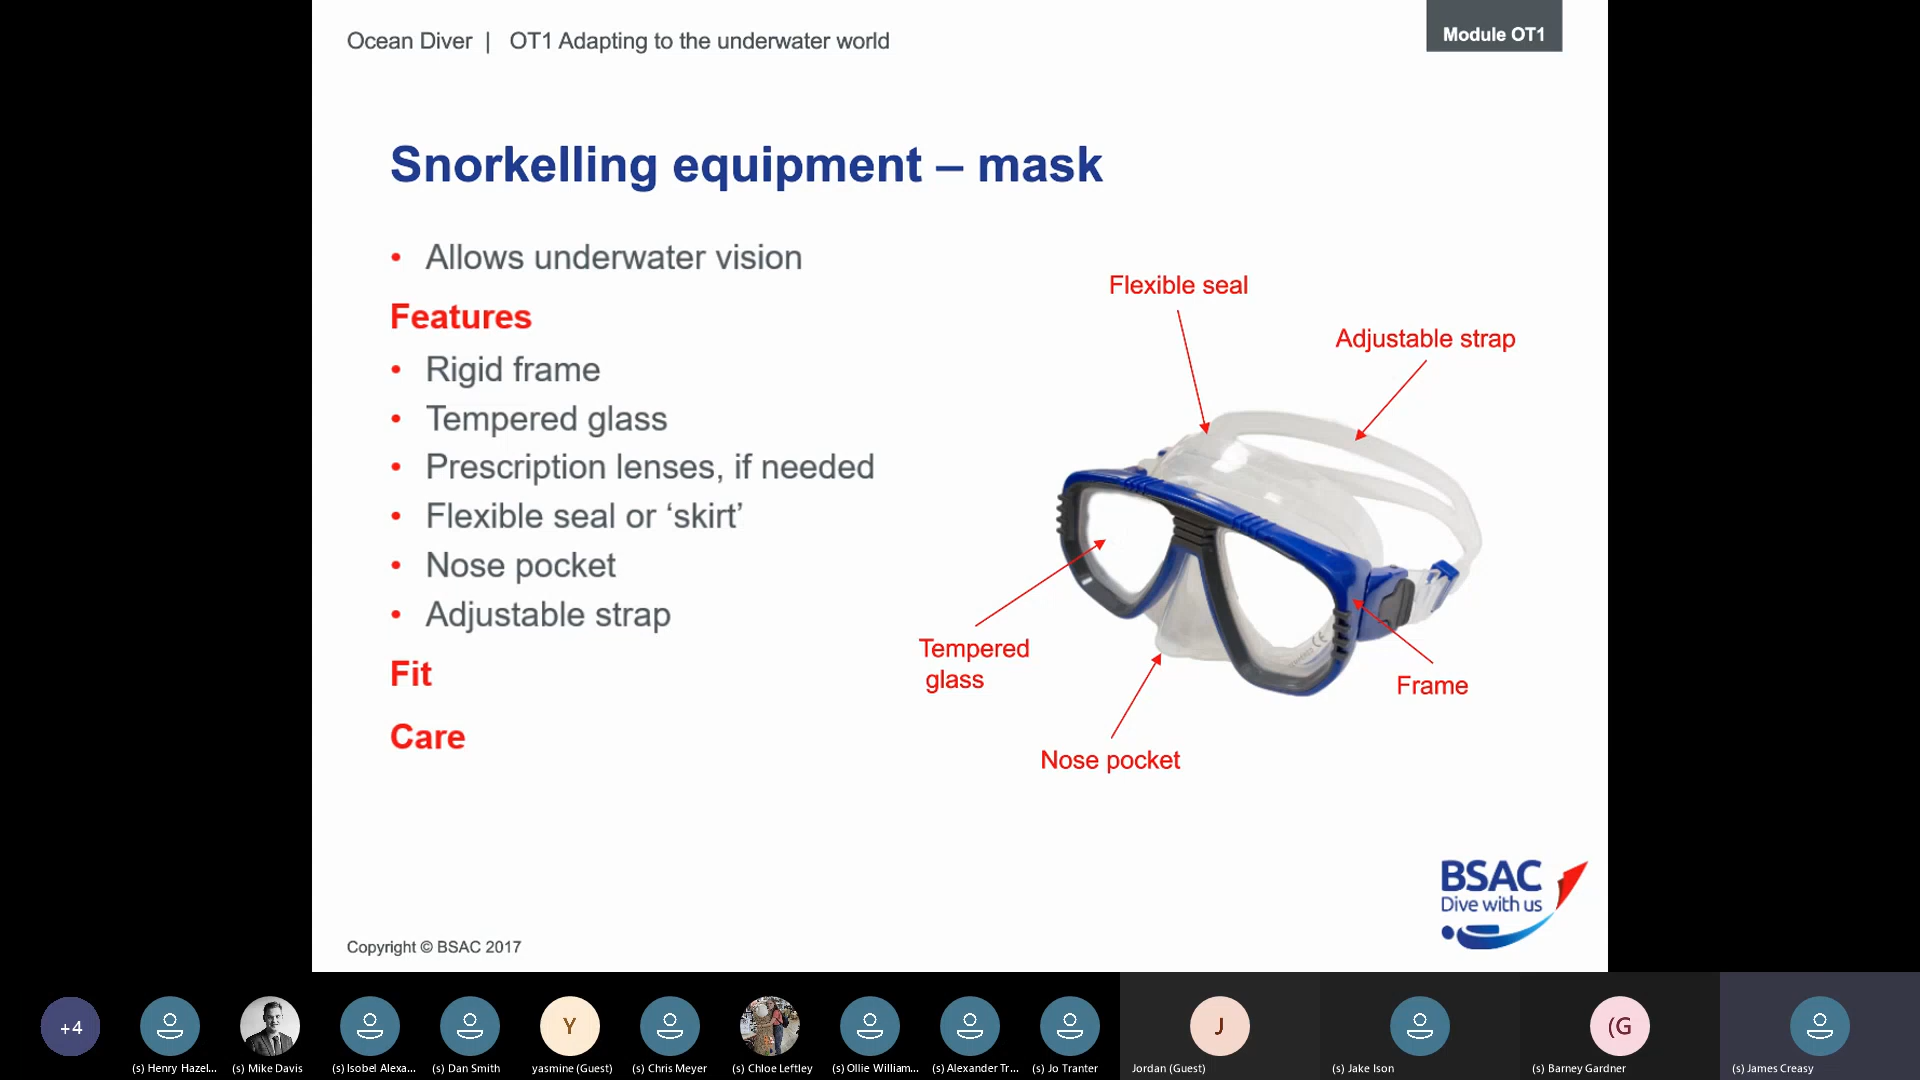 Ocean Diver | OT1 Adapting to the underwater world
Module OT1
Snorkelling equipment – mask
• Allows underwater vision
Features
• Rigid frame
• Tempered glass
• Prescription lenses, if needed
• Flexible seal or ‘skirt’
• Nose pocket
• Adjustable strap
Fit
Care
Flexible seal
Adjustable strap
Tempered
glass
Frame
Nose pocket
BSAC
Dive with us
Copyright © BSAC 2017
+4
Y
J
(G
(s) Henry Hazel...
(s) Mike Davis
(s) Isobel Alexa...
(s) Dan Smith
yasmine (Guest)
(s) Chris Meyer
(s) Chloe Leftley
(s) Ollie William...
(s) Alexander Tr...
(s) Jo Tranter
Jordan (Guest)
(s) Jake Ison
(s) Barney Gardner
(s) James Creasy